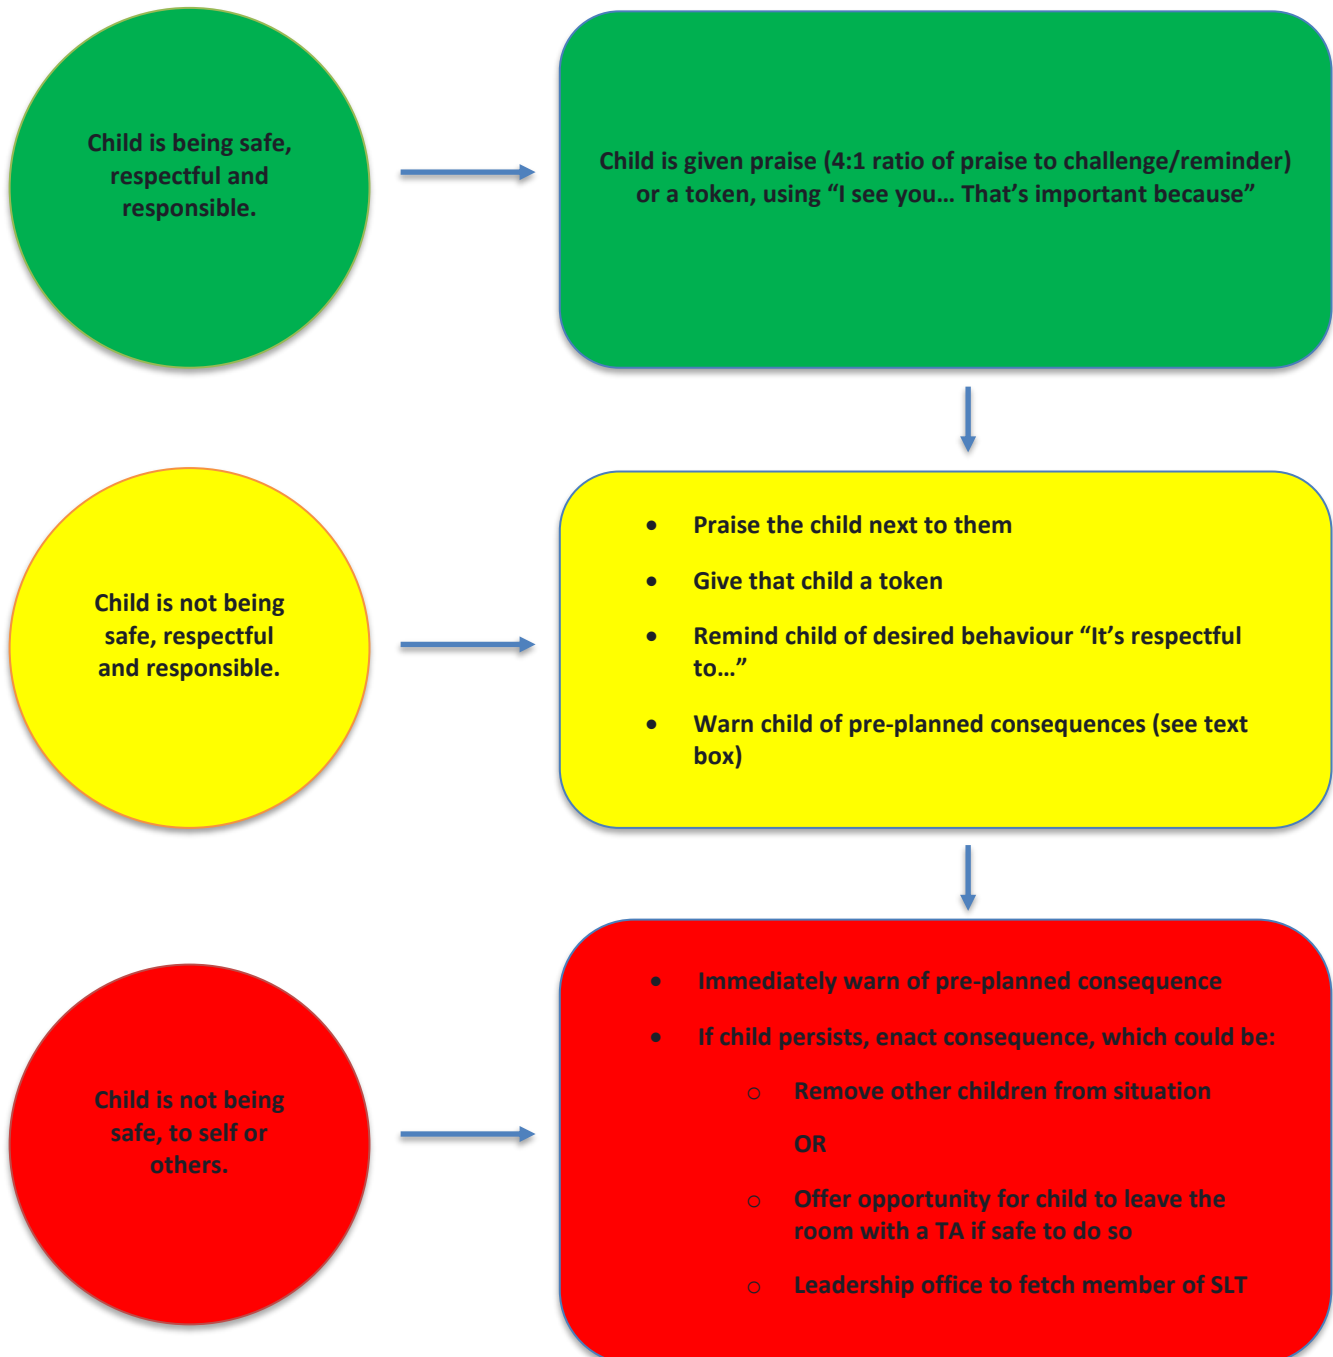 Child is being safe,
respectful and
responsible.
Child is given praise (4:1 ratio of praise to challenge/reminder)
or a token, using “I see you… That’s important because”
Child is not being
safe, respectful
and responsible.
• Praise the child next to them
• Give that child a token
• Remind child of desired behaviour “It’s respectful
to…”
• Warn child of pre-planned consequences (see text
box)
Child is not being
safe, to self or
others.
• Immediately warn of pre-planned consequence
• If child persists, enact consequence, which could be:
o Remove other children from situation
OR
o Offer opportunity for child to leave the
room with a TA if safe to do so
o Leadership office to fetch member of SLT